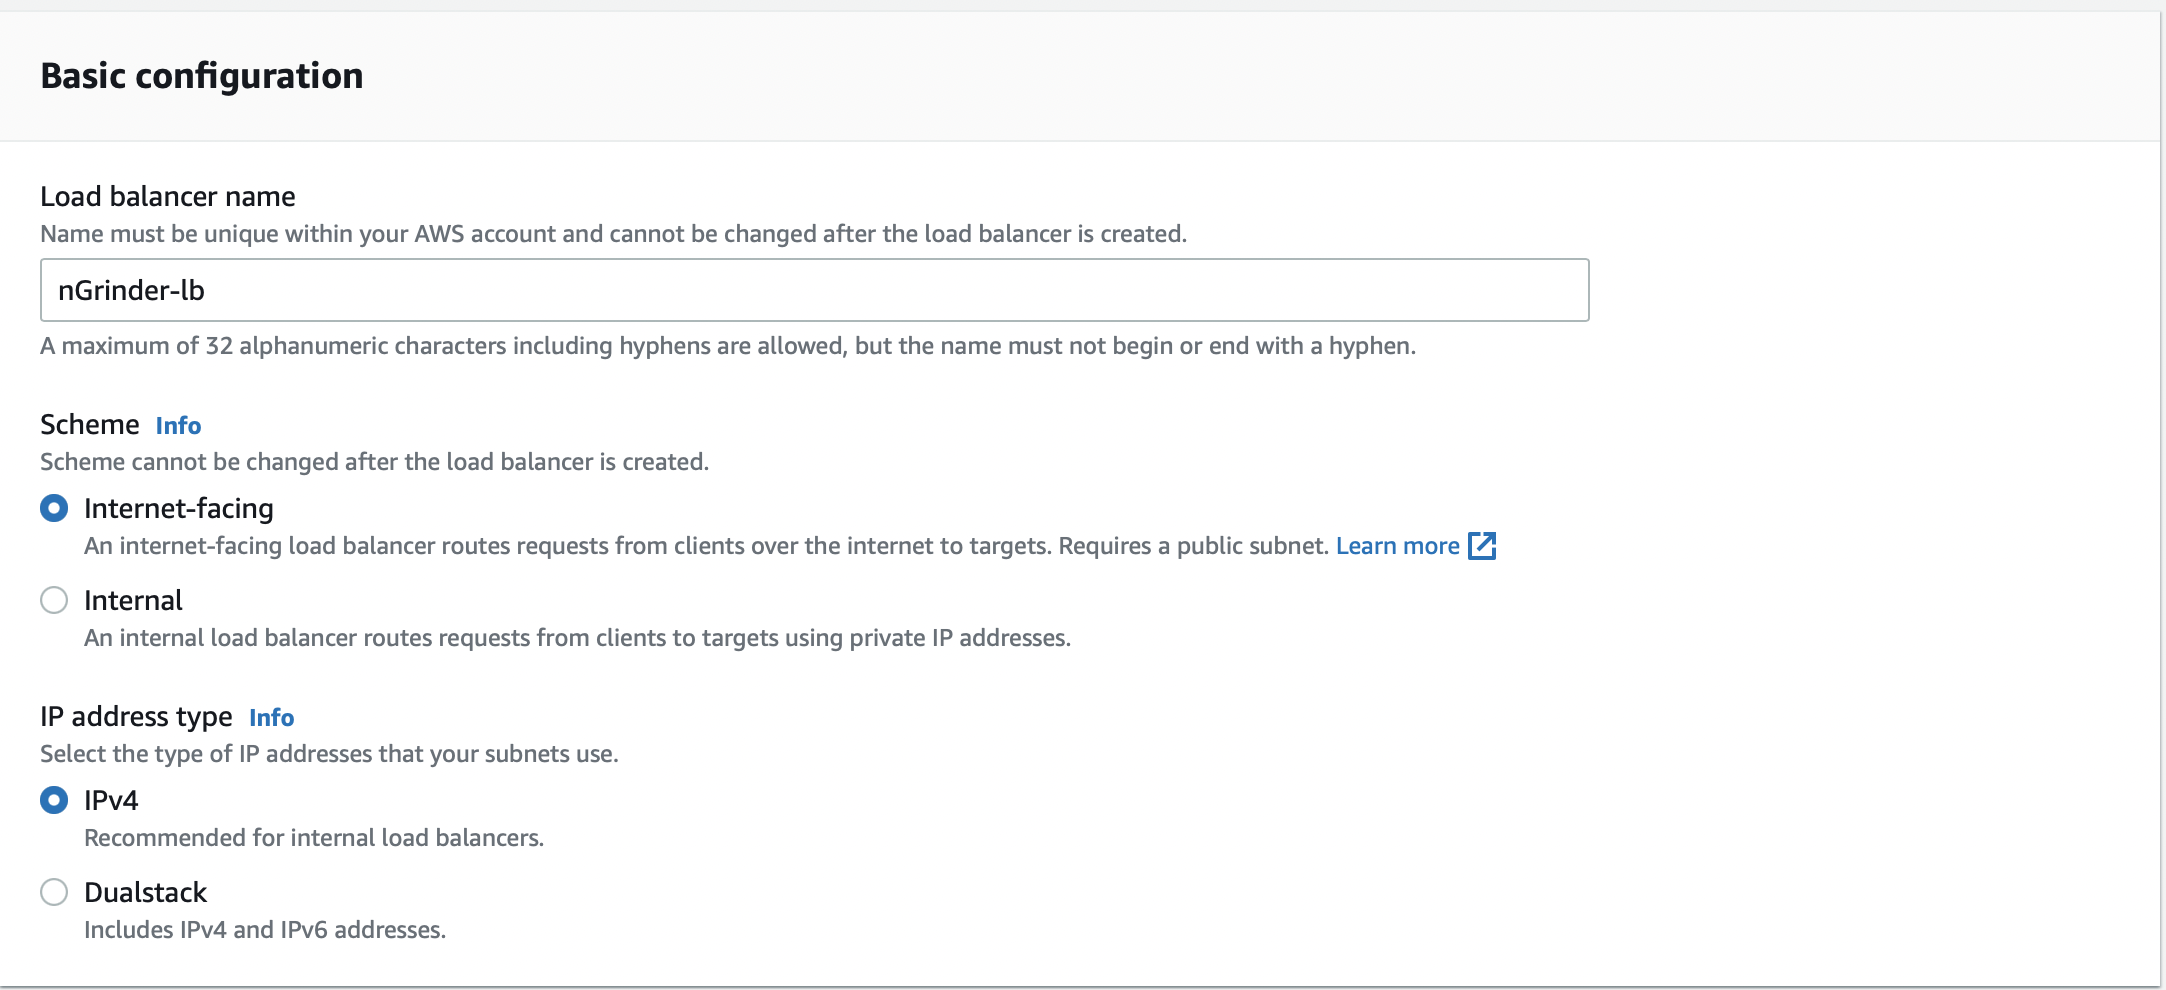 Basic configuration
Load balancer name
Name must be unique within your AWS account and cannot be changed after the load balancer is created.
nGrinder-lb
A maximum of 32 alphanumeric characters including hyphens are allowed, but the name must not begin or end with a hyphen.
Scheme Info
Scheme cannot be changed after the load balancer is created.
Internet-facing
An internet-facing load balancer routes requests from clients over the internet to targets. Requires a public subnet. Learn more
Internal
An internal load balancer routes requests from clients to targets using private IP addresses.
IP address type Info
Select the type of IP addresses that your subnets use.
IPv4
Recommended for internal load balancers.
Dualstack
Includes IPv4 and IPv6 addresses.